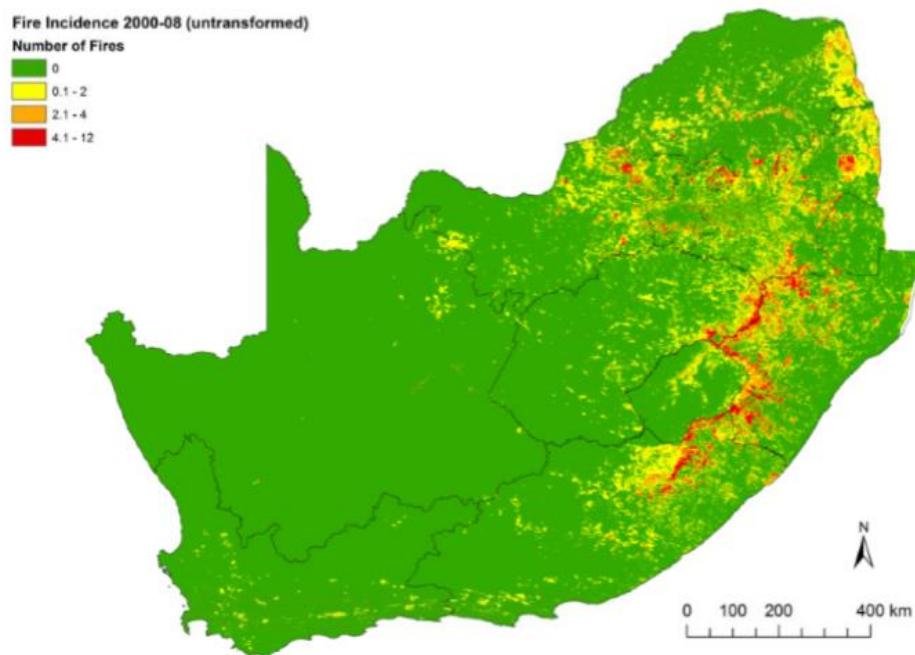 Fire Incidence 2000-08 (untransformed)
Number of Fires
0
0.1 - 2
2.1 - 4
4.1 - 12
N
0 100 200 400 km